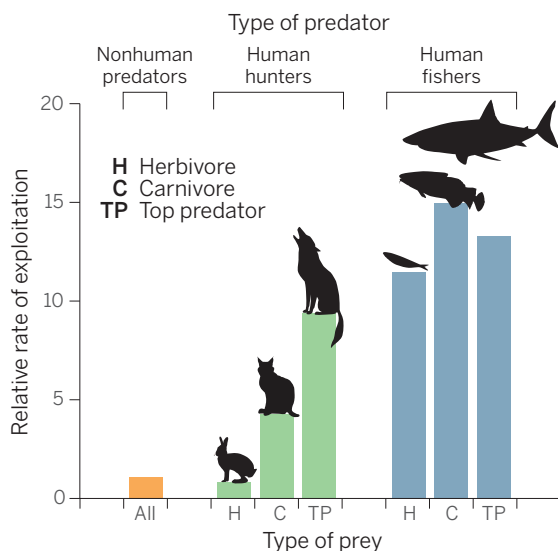 Type of predator
Nonhuman
predators
Human
hunters
Human
fishers
20
15
10
5
0
Relative rate of exploitation
H Herbivore
C Carnivore
TP Top predator
All
H
C
TP
H
C
TP
Type of prey